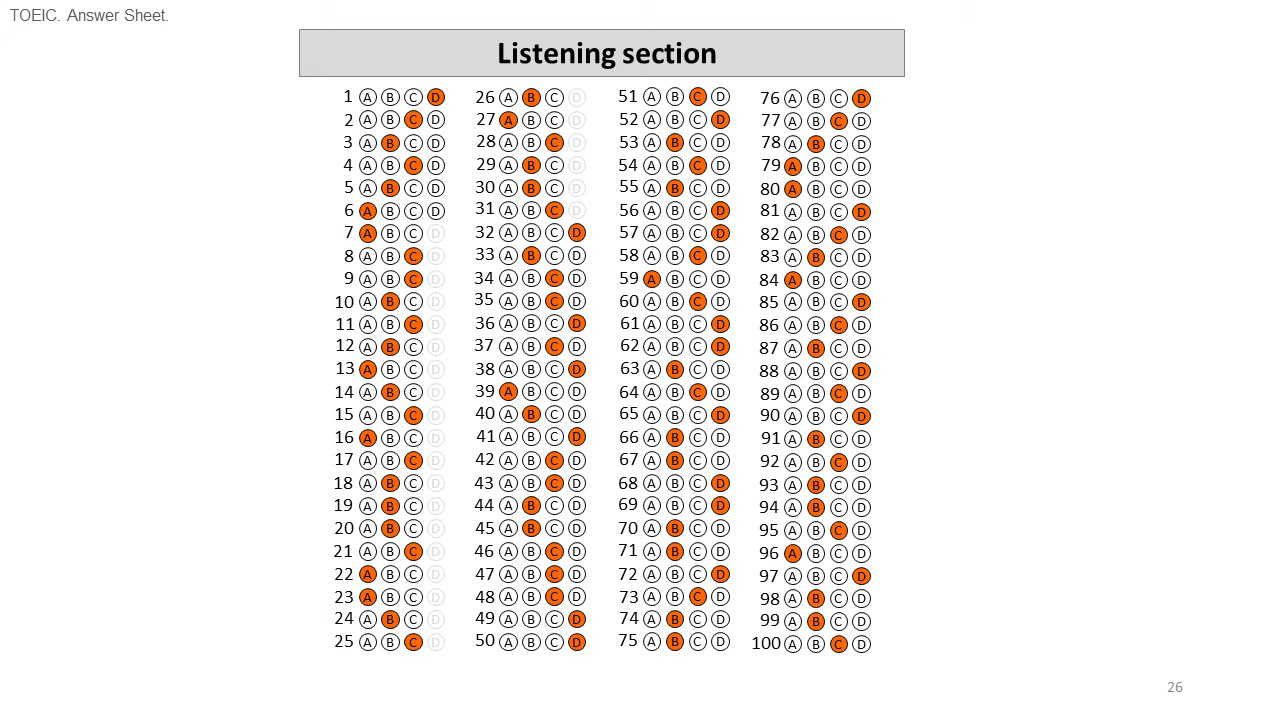 TOEIC. Answer Sheet.
Listening section
1 A B C D
2 A B C D
3 A B C D
4 A B C D
5 A B C D
6 A B C D
7 A B C D
8 A B C D
9 A B C D
10 A B C D
11 A B C D
12 A B C D
13 A B C D
14 A B C D
15 A B C D
16 A B C D
17 A B C D
18 A B C D
19 A B C D
20 A B C D
21 A B C D
22 A B C D
23 A B C D
24 A B C D
25 A B C D
26 A B C D
27 A B C D
28 A B C D
29 A B C D
30 A B C D
31 A B C D
32 A B C D
33 A B C D
34 A B C D
35 A B C D
36 A B C D
37 A B C D
38 A B C D
39 A B C D
40 A B C D
41 A B C D
42 A B C D
43 A B C D
44 A B C D
45 A B C D
46 A B C D
47 A B C D
48 A B C D
49 A B C D
50 A B C D
51 A B C D
52 A B C D
53 A B C D
54 A B C D
55 A B C D
56 A B C D
57 A B C D
58 A B C D
59 A B C D
60 A B C D
61 A B C D
62 A B C D
63 A B C D
64 A B C D
65 A B C D
66 A B C D
67 A B C D
68 A B C D
69 A B C D
70 A B C D
71 A B C D
72 A B C D
73 A B C D
74 A B C D
75 A B C D
76 A B C D
77 A B C D
78 A B C D
79 A B C D
80 A B C D
81 A B C D
82 A B C D
83 A B C D
84 A B C D
85 A B C D
86 A B C D
87 A B C D
88 A B C D
89 A B C D
90 A B C D
91 A B C D
92 A B C D
93 A B C D
94 A B C D
95 A B C D
96 A B C D
97 A B C D
98 A B C D
99 A B C D
100 A B C D
26